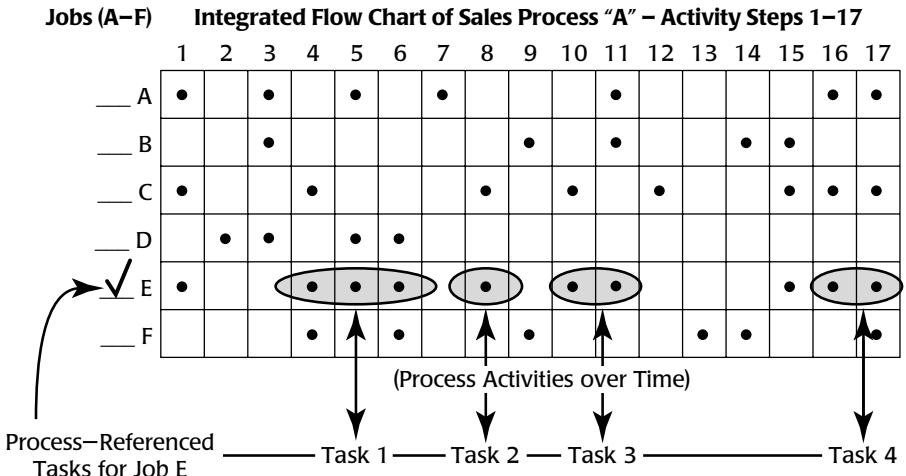 Jobs (A–F) Integrated Flow Chart of Sales Process “A” – Activity Steps 1–17
1 2 3 4 5 6 7 8 9 10 11 12 13 14 15 16 17
___ A
___ B
___ C
___ D
___ E
___ F
(Process Activities over Time)
Process–Referenced
Tasks for Job E
Task 1
Task 2
Task 3
Task 4